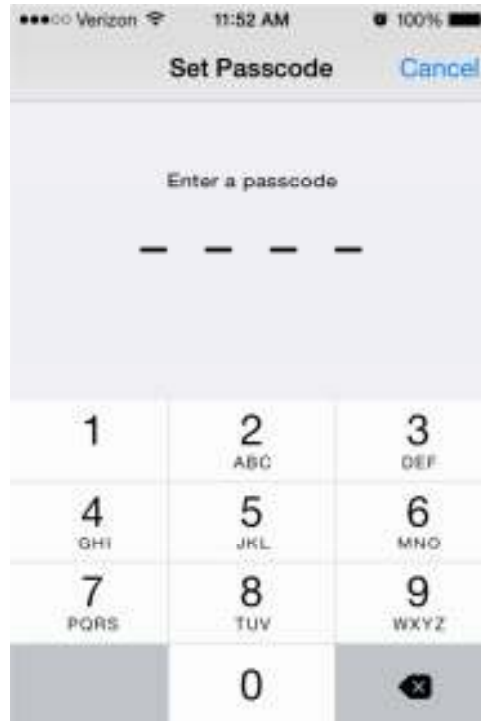 Verizon 11:52 AM 100%
Set Passcode Cancel
Enter a passcode
1 2 3
ABC DEF
4 5 6
GHI JKL MNO
7 8 9
PQRS TUV WXYZ
0